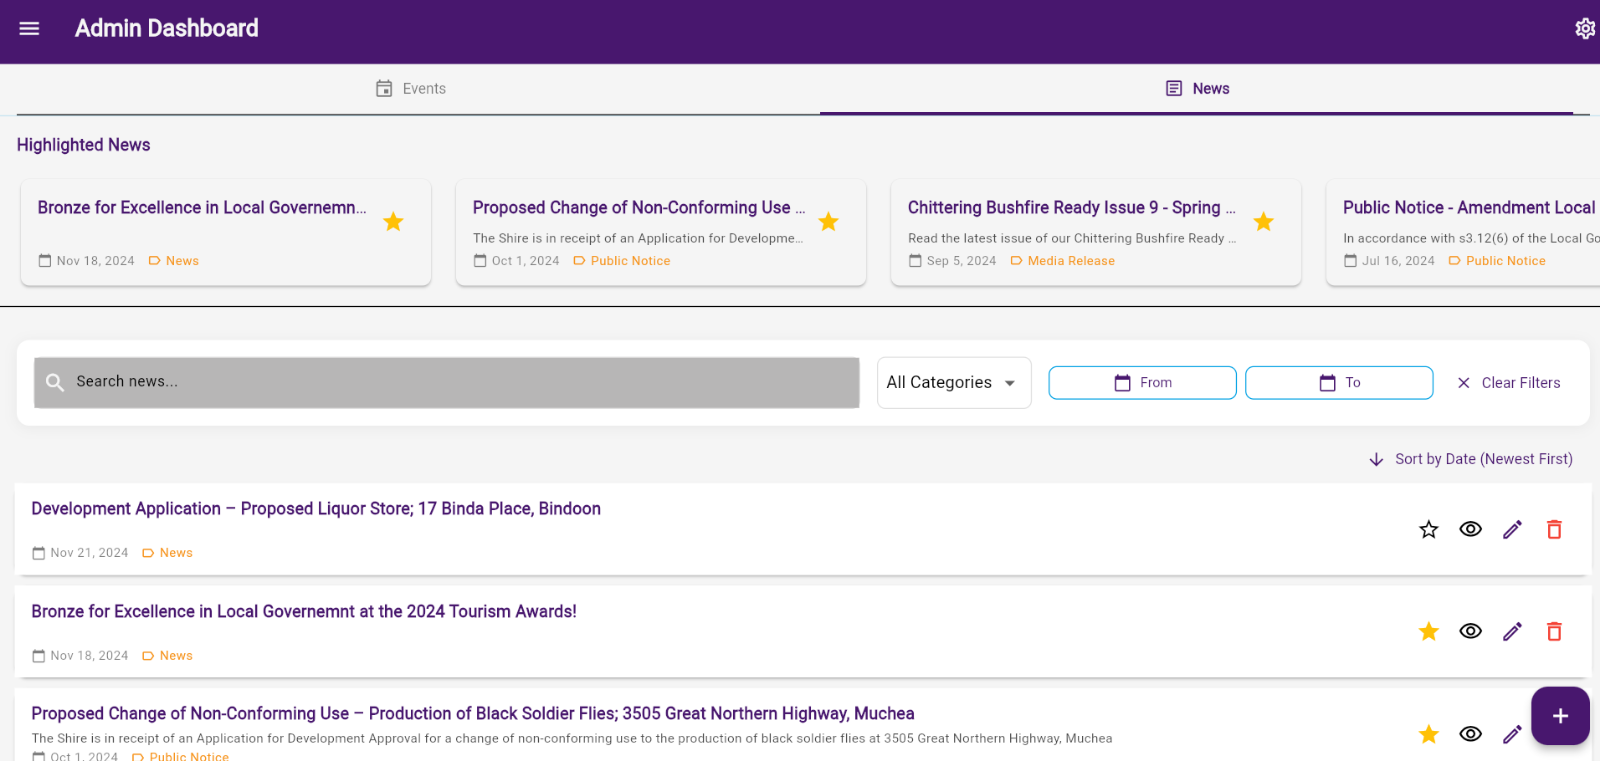 Admin Dashboard
Events
News
Highlighted News
Bronze for Excellence in Local Governemn...
Nov 18, 2024 News
Proposed Change of Non-Conforming Use ...
The Shire is in receipt of an Application for Developme...
Oct 1, 2024 Public Notice
Chittering Bushfire Ready Issue 9 - Spring ...
Read the latest issue of our Chittering Bushfire Ready ...
Sep 5, 2024 Media Release
Public Notice - Amendment Local
In accordance with s3.12(6) of the Local Go
Jul 16, 2024 Public Notice
Search news...
All Categories
From
To
Clear Filters
Sort by Date (Newest First)
Development Application – Proposed Liquor Store; 17 Binda Place, Bindoon
Nov 21, 2024 News
Bronze for Excellence in Local Governemnt at the 2024 Tourism Awards!
Nov 18, 2024 News
Proposed Change of Non-Conforming Use – Production of Black Soldier Flies; 3505 Great Northern Highway, Muchea
The Shire is in receipt of an Application for Development Approval for a change of non-conforming use to the production of black soldier flies at 3505 Great Northern Highway, Muchea
Oct 1, 2024 Public Notice